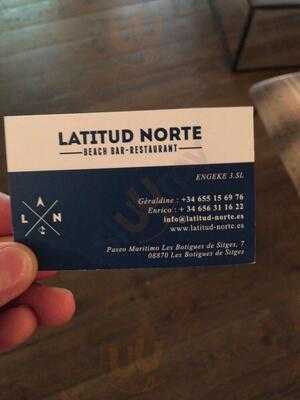 LATITUD NORTE
BEACH BAR-RESTAURANT
ENGEKE 3.SL
A
L N
Géraldine : +34 655 15 69 76
Enrico : + 34 656 31 16 22
info@latitud-norte.es
www.latitud-norte.es
Paseo Maritimo Les Botigues de Sitges, 7
08870 Les Botigues de Sitges